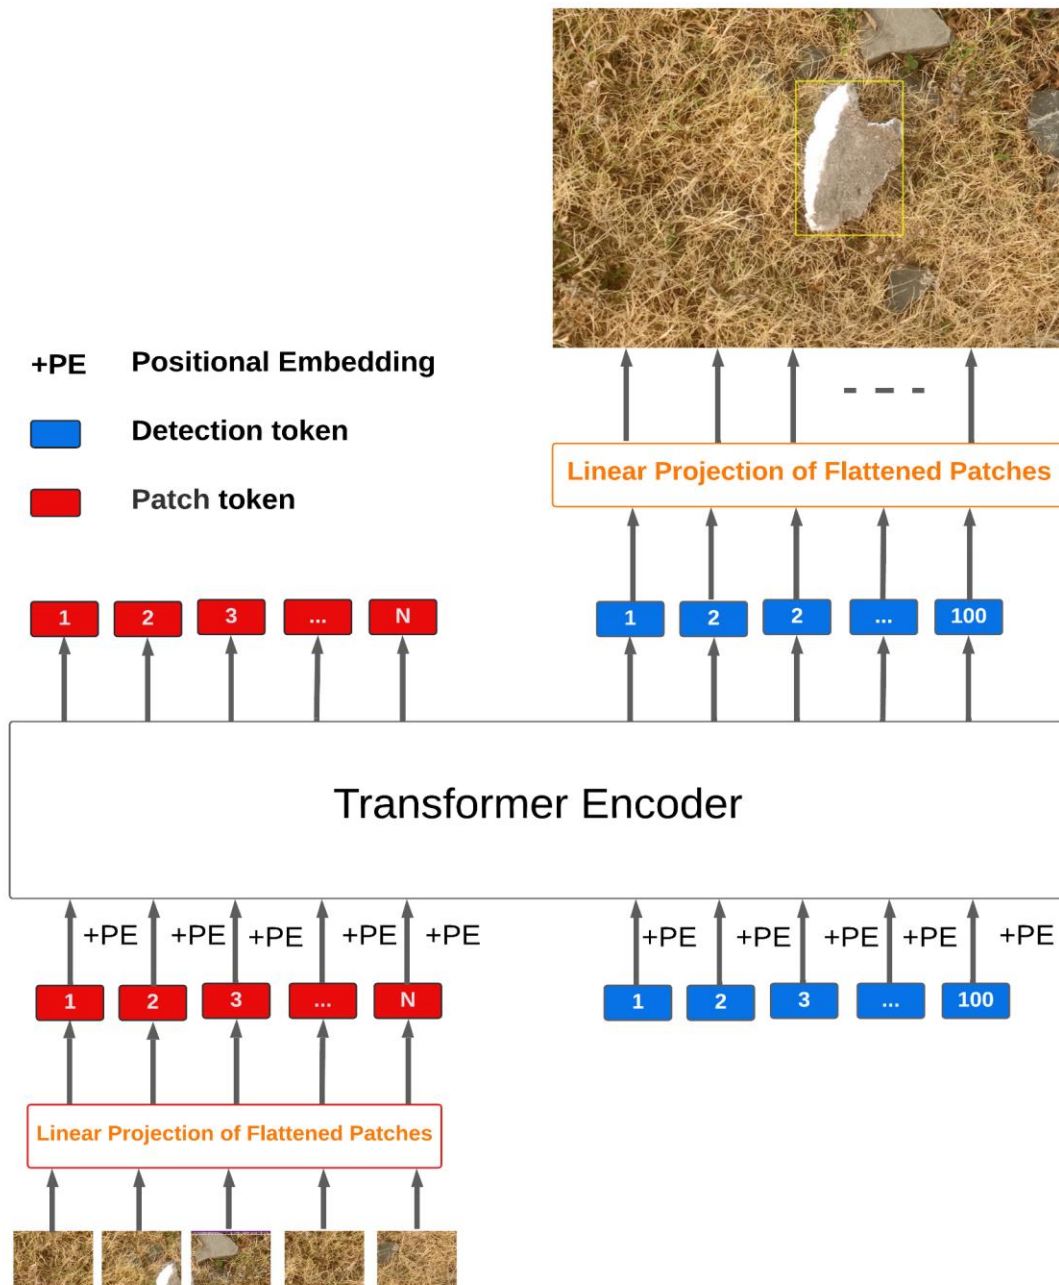 +PE Positional Embedding
Detection token
Patch token
Linear Projection of Flattened Patches
1 2 3 ... N
1 2 2 ... 100
Transformer Encoder
+PE +PE +PE +PE +PE
+PE +PE +PE +PE +PE
1 2 3 ... N
1 2 3 ... 100
Linear Projection of Flattened Patches